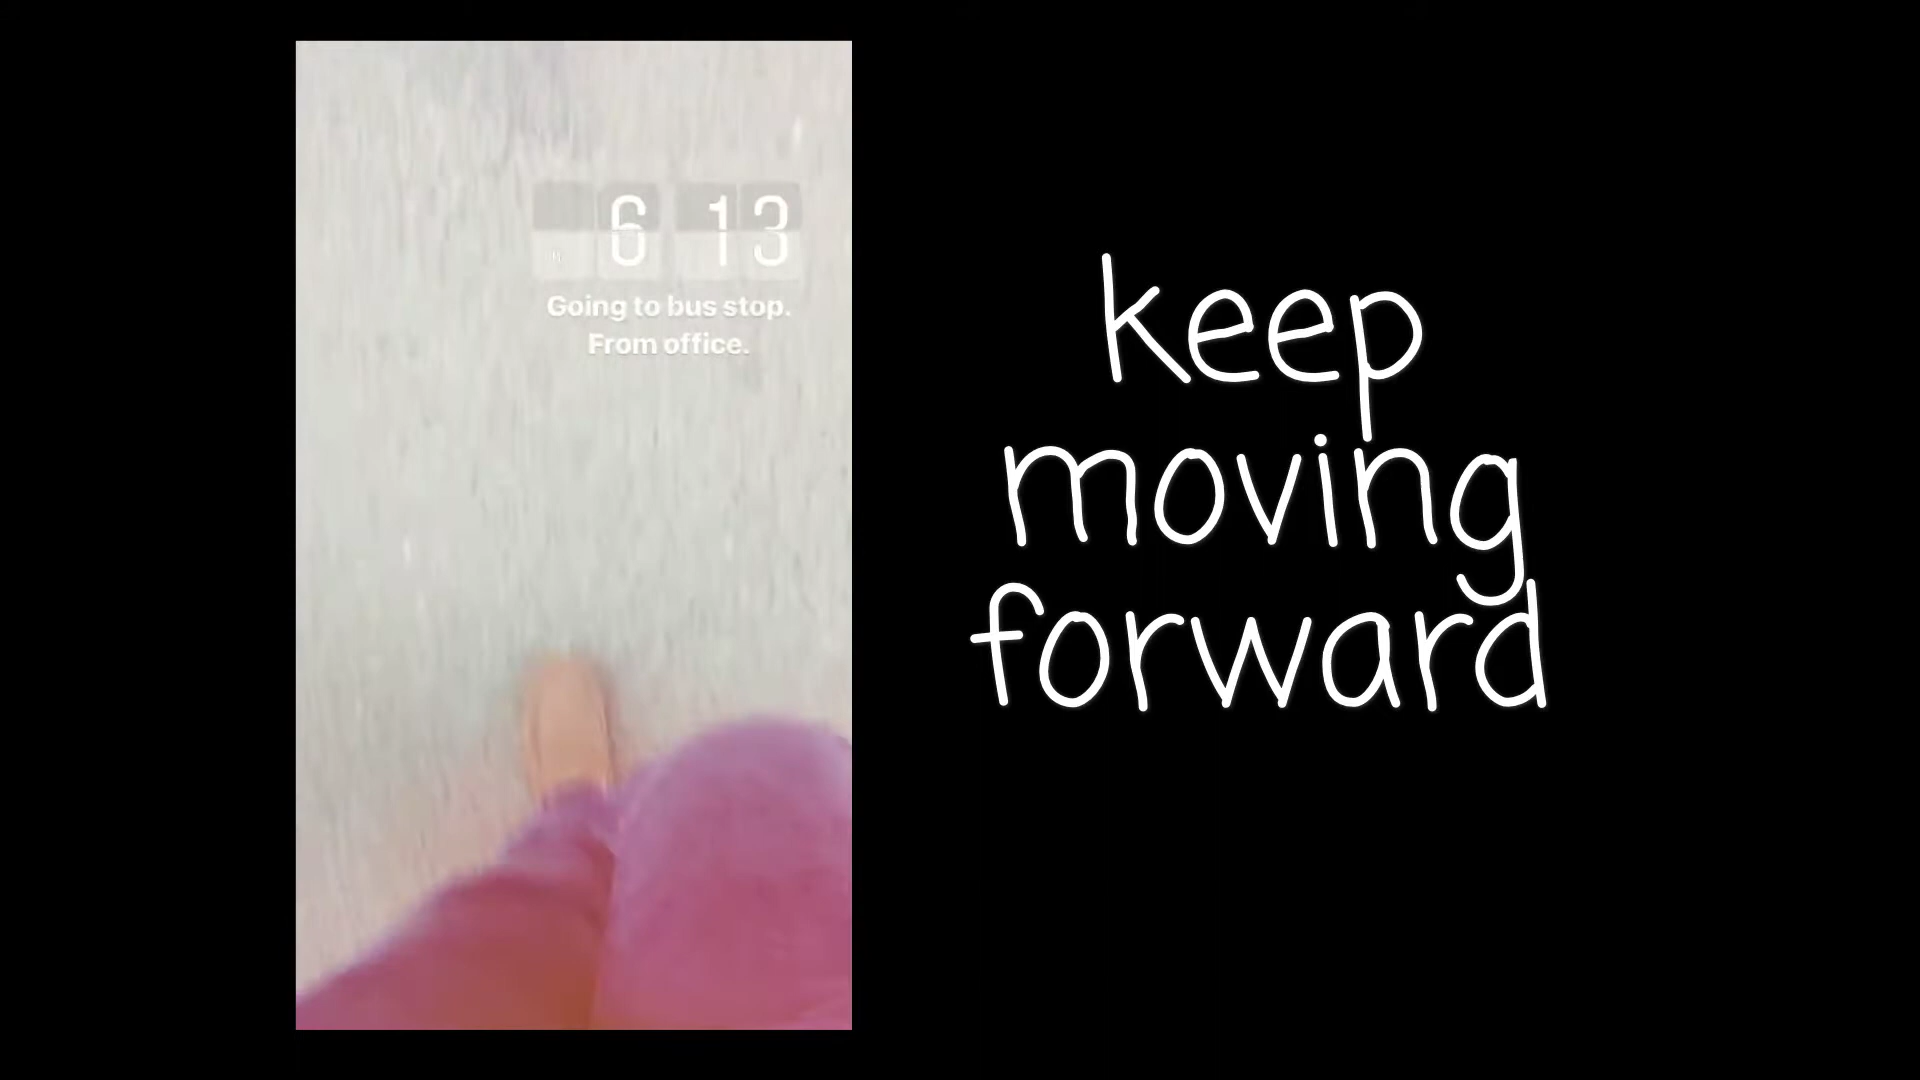 6 13
Going to bus stop.
From office.
keep
moving
forward